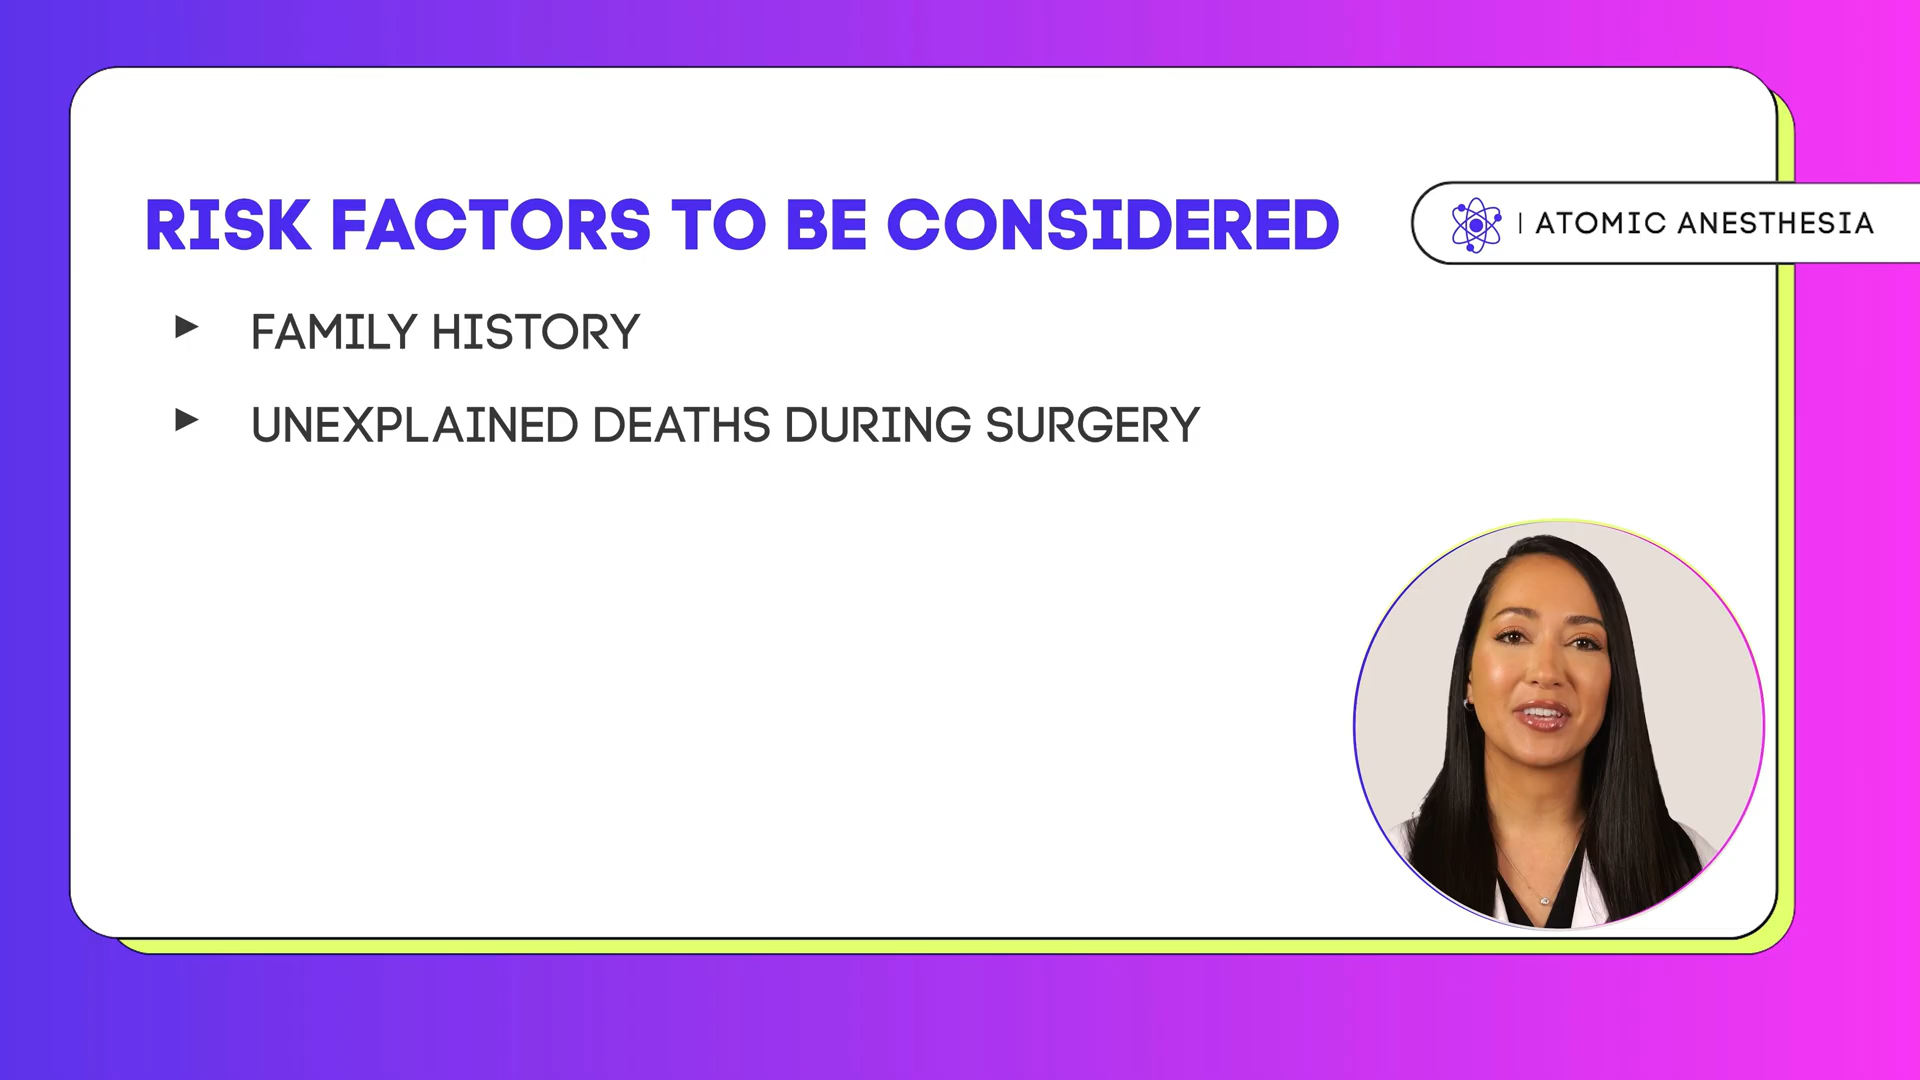 RISK FACTORS TO BE CONSIDERED
| ATOMIC ANESTHESIA
FAMILY HISTORY
UNEXPLAINED DEATHS DURING SURGERY